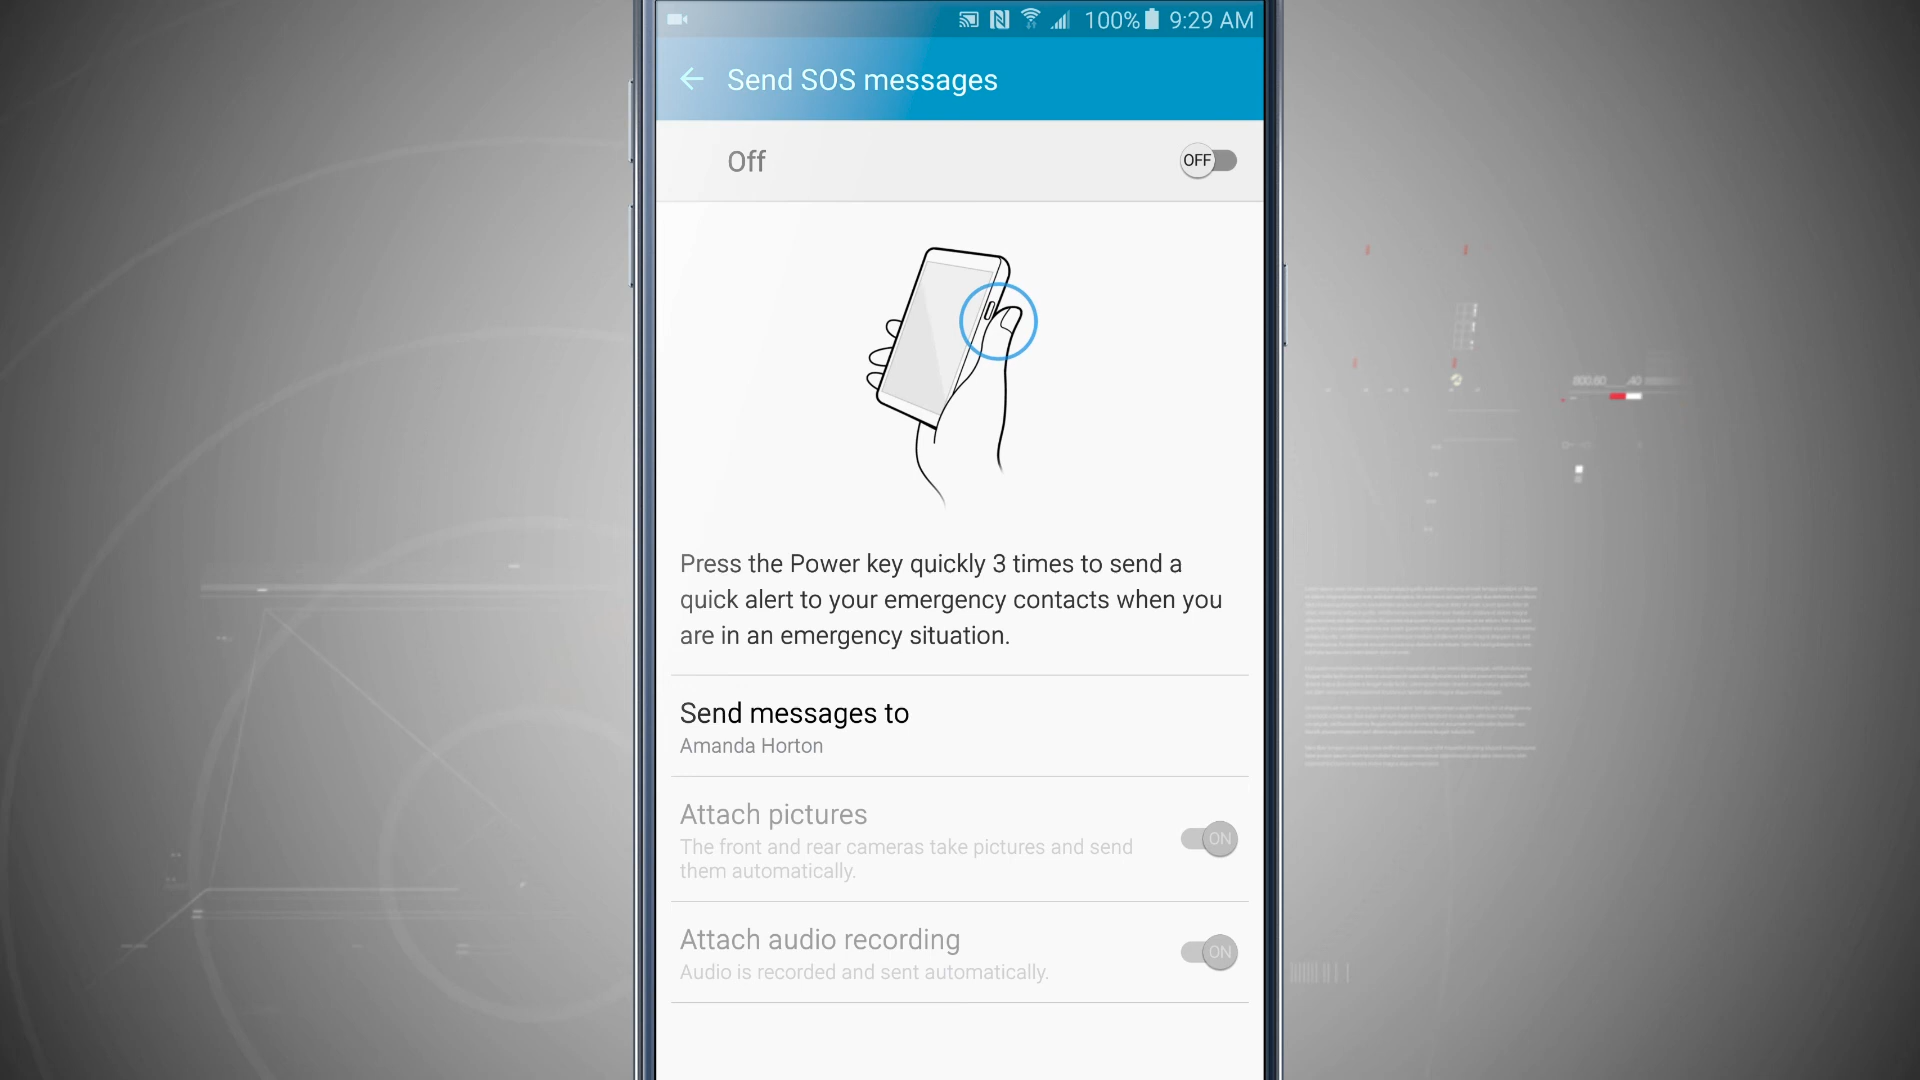 100% 9:29 AM
Send SOS messages
Off
OFF
Press the Power key quickly 3 times to send a
quick alert to your emergency contacts when you
are in an emergency situation.
Send messages to
Amanda Horton
Attach pictures
The front and rear cameras take pictures and send
them automatically.
ON
Attach audio recording
Audio is recorded and sent automatically.
ON